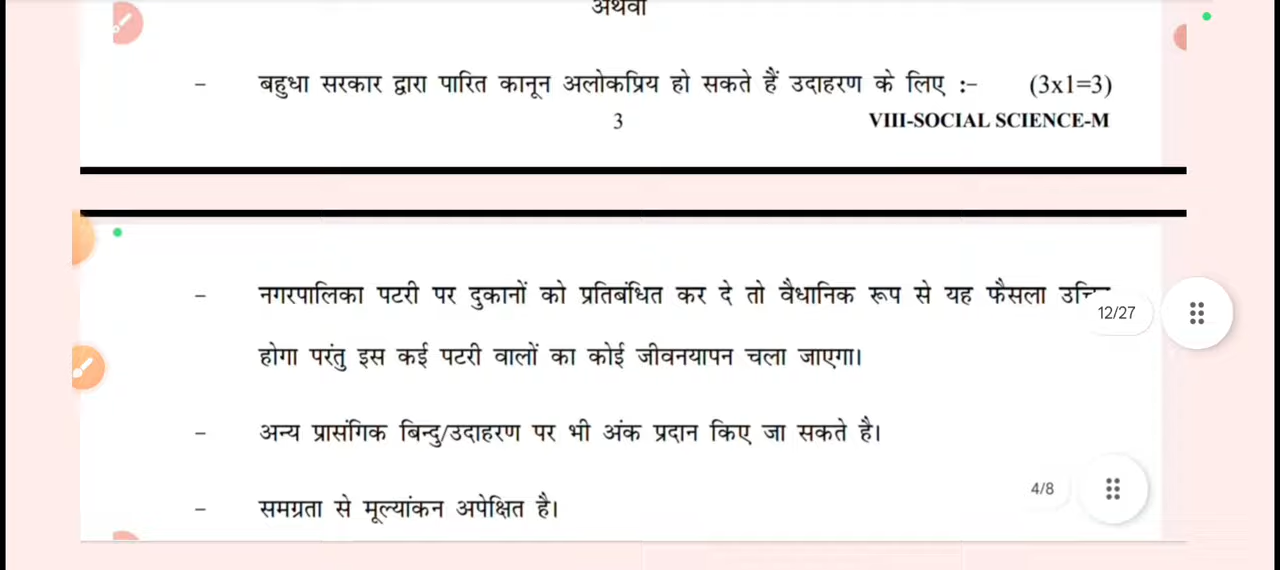 अथवा
– बहुधा सरकार द्वारा पारित कानून अलोकप्रिय हो सकते हैं उदाहरण के लिए :– (3x1=3)
3 VIII-SOCIAL SCIENCE-M
– नगरपालिका पटरी पर दुकानों को प्रतिबंधित कर दे तो वैधानिक रूप से यह फैसला
12/27
होगा परंतु इस कई पटरी वालों का कोई जीवनयापन चला जाएगा।
– अन्य प्रासंगिक बिन्दु/उदाहरण पर भी अंक प्रदान किए जा सकते है।
4/8
– समग्रता से मूल्यांकन अपेक्षित है।